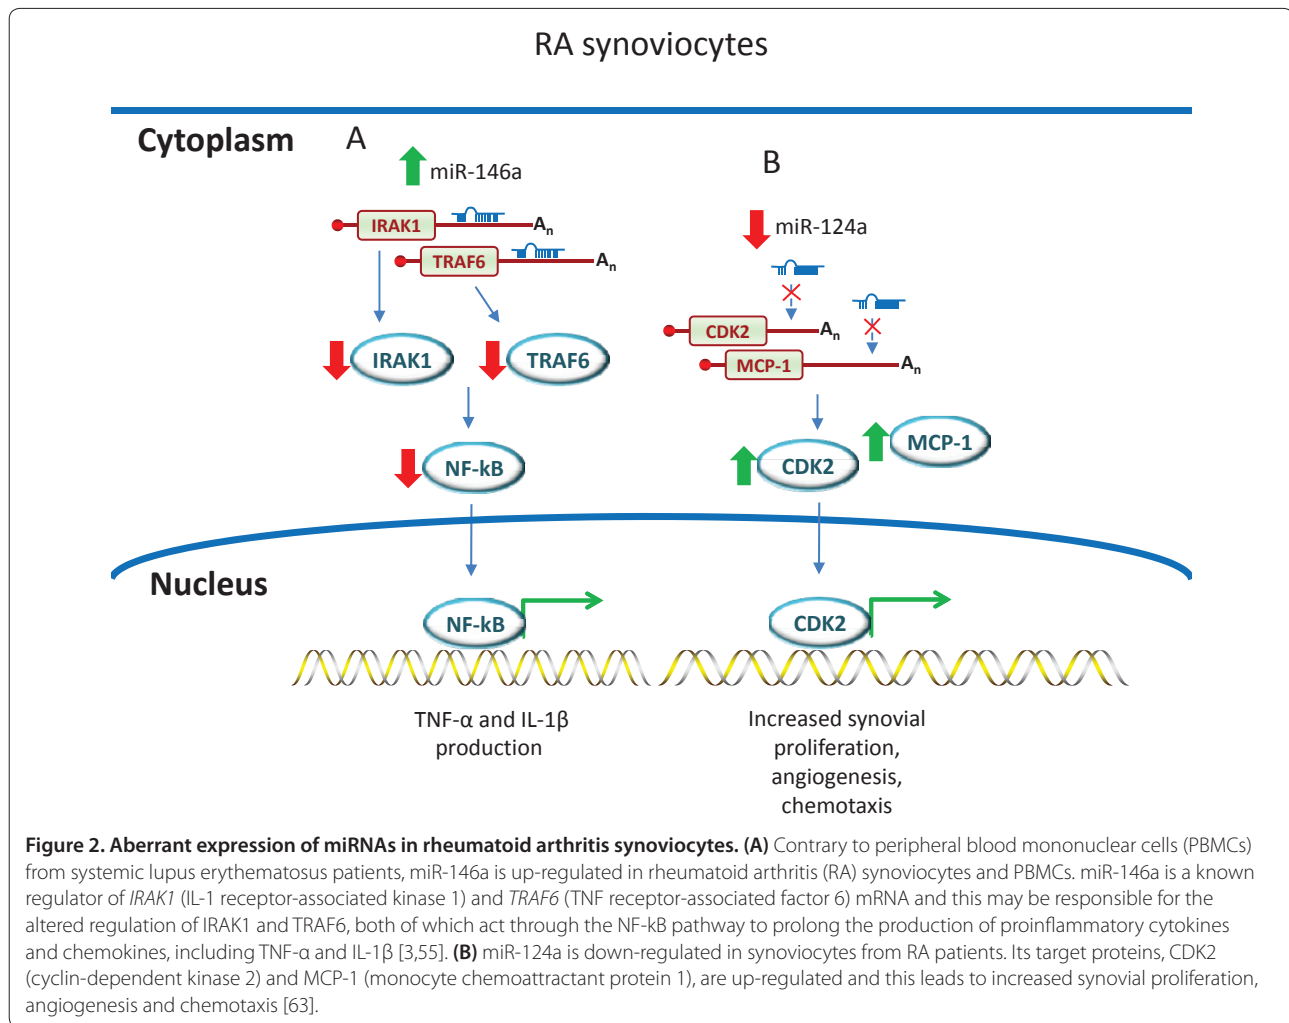 RA synoviocytes
Cytoplasm
A
miR-146a
IRAK1
An
TRAF6
An
IRAK1
TRAF6
NF-kB
B
miR-124a
CDK2
An
MCP-1
An
CDK2
MCP-1
Nucleus
NF-kB
CDK2
TNF-α and IL-1β
production
Increased synovial
proliferation,
angiogenesis,
chemotaxis
Figure 2. Aberrant expression of miRNAs in rheumatoid arthritis synoviocytes. (A) Contrary to peripheral blood mononuclear cells (PBMCs)
from systemic lupus erythematosus patients, miR-146a is up-regulated in rheumatoid arthritis (RA) synoviocytes and PBMCs. miR-146a is a known
regulator of IRAK1 (IL-1 receptor-associated kinase 1) and TRAF6 (TNF receptor-associated factor 6) mRNA and this may be responsible for the
altered regulation of IRAK1 and TRAF6, both of which act through the NF-kB pathway to prolong the production of proinflammatory cytokines
and chemokines, including TNF-α and IL-1β [3,55]. (B) miR-124a is down-regulated in synoviocytes from RA patients. Its target proteins, CDK2
(cyclin-dependent kinase 2) and MCP-1 (monocyte chemoattractant protein 1), are up-regulated and this leads to increased synovial proliferation,
angiogenesis and chemotaxis [63].